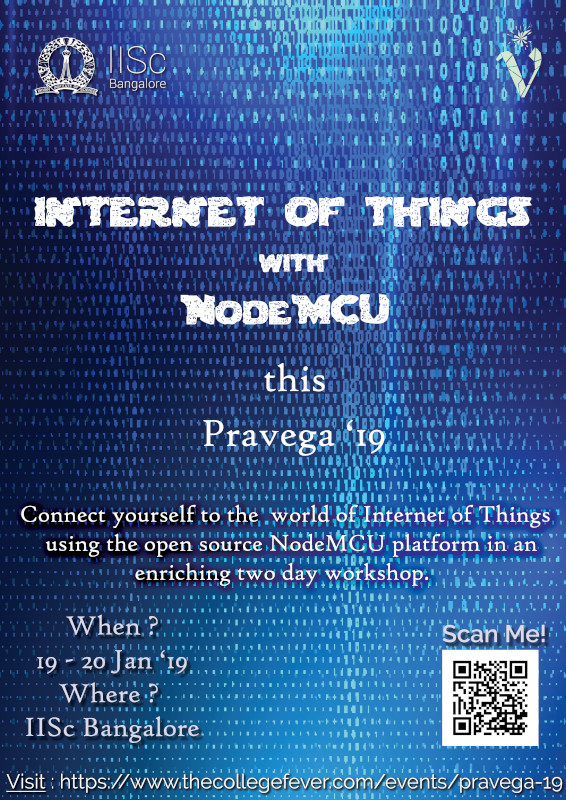 IISc
Bangalore
INTERNET OF THINGS
WITH
NODEMCU
this
Pravega ‘19
Connect yourself to the world of Internet of Things
using the open source NodeMCU platform in an
enriching two day workshop.
When ?
19 - 20 Jan ‘19
Where ?
IISc Bangalore
Scan Me!
Visit : https://www.thecollegefever.com/events/pravega-19